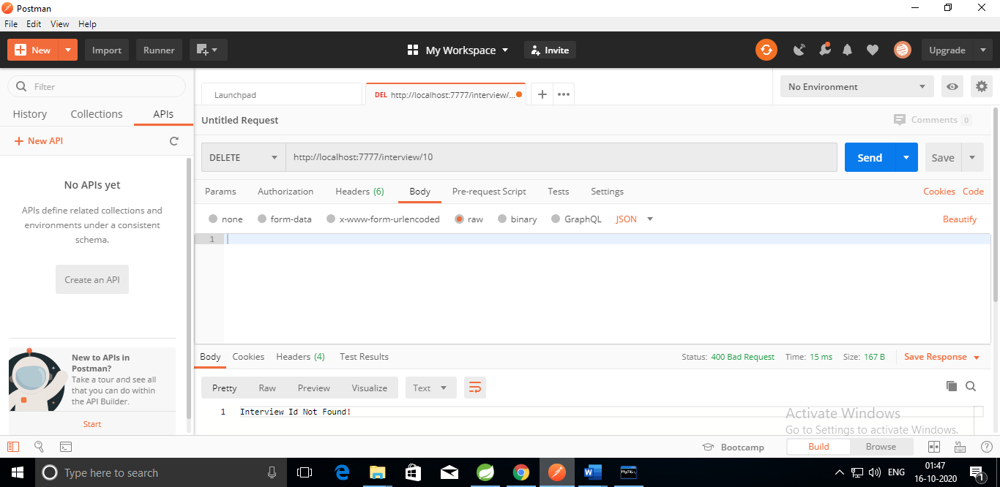 Postman
File Edit View Help
New Import Runner My Workspace Invite Upgrade
Filter
History Collections APIs
New API
No APIs yet
APIs define related collections and
environments under a consistent
schema.
Create an API
New to APIs in
Postman?
Take a tour and see all
that you can do within
the API Builder.
Start
Launchpad
DEL http://localhost:7777/interview/...
No Environment
Untitled Request
Comments 0
DELETE http://localhost:7777/interview/10 Send Save
Params Authorization Headers (6) Body Pre-request Script Tests Settings Cookies Code
none form-data x-www-form-urlencoded raw binary GraphQL JSON Beautify
1
Body Cookies Headers (4) Test Results Status: 400 Bad Request Time: 15 ms Size: 167 B Save Response
Pretty Raw Preview Visualize Text
1 Interview Id Not Found!
Activate Windows
Go to Settings to activate Windows.
Bootcamp Build Browse
Type here to search
MySQL
ENG
01:47
16-10-2020
1